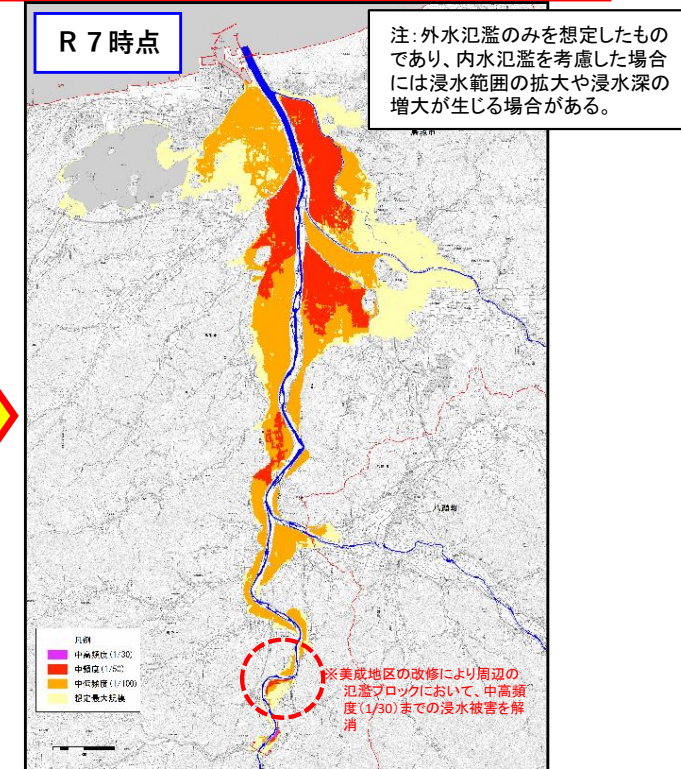 R7時点
注:外水氾濫のみを想定したもの
であり、内水氾濫を考慮した場合
には浸水範囲の拡大や浸水深の
増大が生じる場合がある。
鳥取市
八頭町
凡例
中高頻度(1/30)
中頻度(1/50)
中低頻度(1/100)
想定最大規模
※美成地区の改修により周辺の
氾濫ブロックにおいて、中高頻
度(1/30)までの浸水被害を解
消